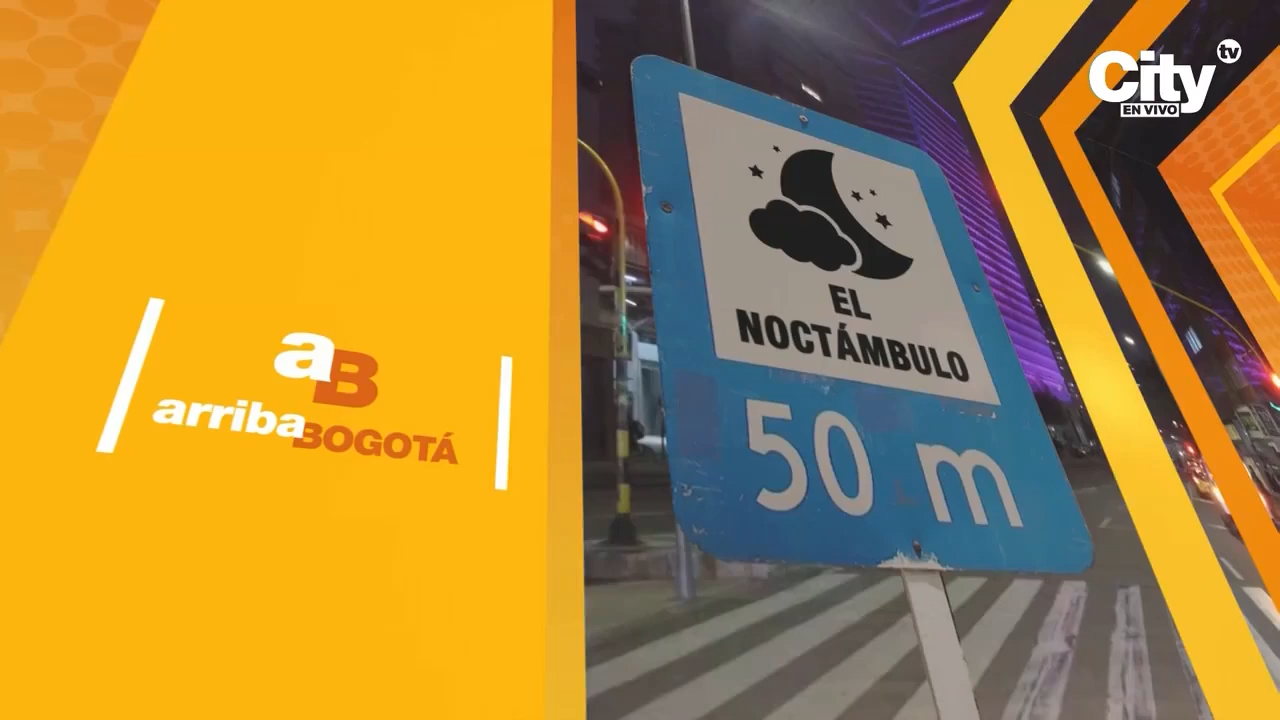 City tv
EN VIVO
aB
arriba BOGOTÁ
EL
NOCTÁMBULO
50 m